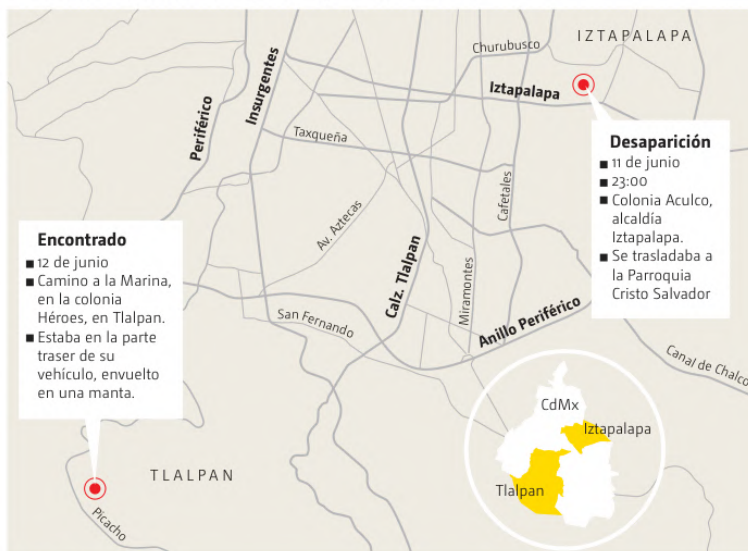 IZTAPALAPA
Churubusco
Insurgentes
Periférico
Iztapalapa
Taxqueña
Desaparición
■ 11 de junio
■ 23:00
■ Colonia Aculco,
alcaldía
Iztapalapa.
■ Se trasladaba a
la Parroquia
Cristo Salvador
Cafetales
Av. Aztecas
Encontrado
■ 12 de junio
■ Camino a la Marina,
en la colonia
Héroes, en Tlalpan.
■ Estaba en la parte
traser de su
vehículo, envuelto
en una manta.
Calz. Tlalpan
Miramontes
San Fernando
Anillo Periférico
Canal de Chalco
CdMx
Iztapalapa
Tlalpan
TLALPAN
Picacho